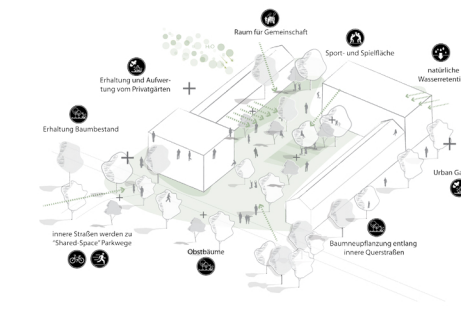 Raum für Gemeinschaft
Sport- und Spielfläche
natürliche
Wasserretenti
Erhaltung und Aufwer-
tung vom Privatgärten
Erhaltung Baumbestand
Urban Ga
innere Straßen werden zu
"Shared-Space" Parkwege
Obstbäume
Baumneupflanzung entlang
innere Querstraßen